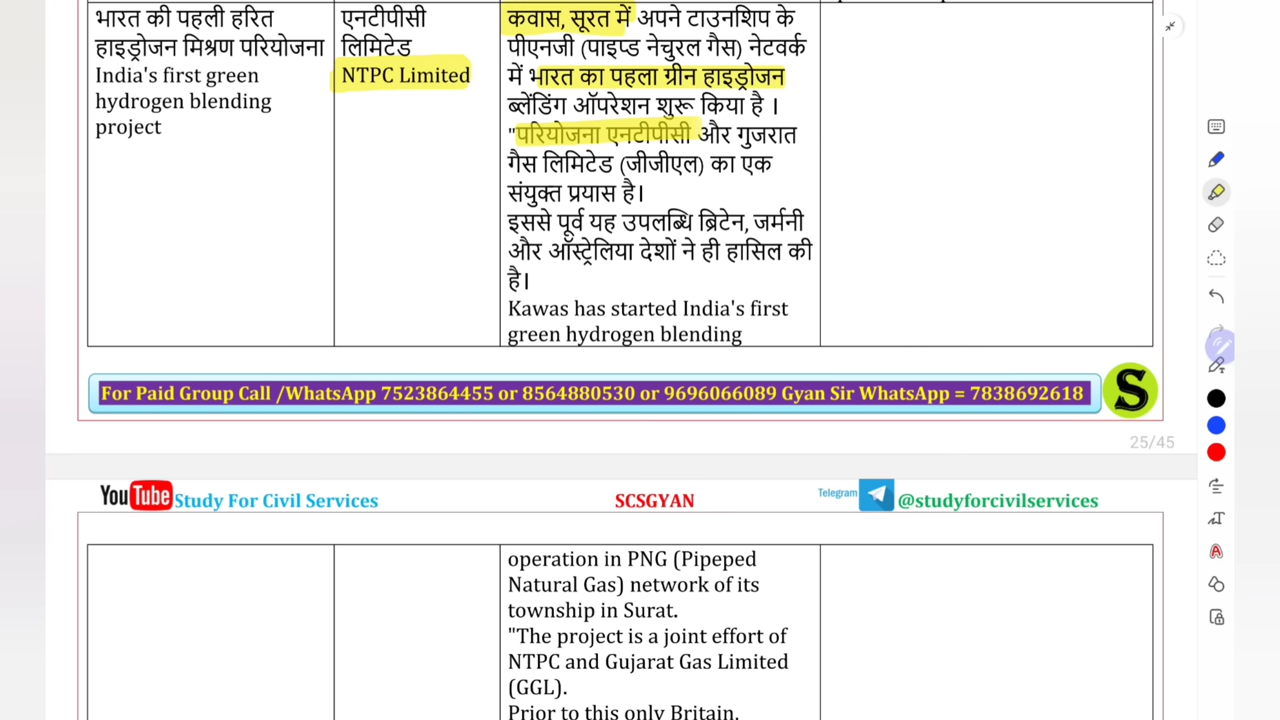 भारत की पहली हरित
हाइड्रोजन मिश्रण परियोजना
India's first green
hydrogen blending
project
एनटीपीसी
लिमिटेड
NTPC Limited
कवास, सूरत में अपने टाउनशिप के
पीएनजी (पाइप्ड नेचुरल गैस) नेटवर्क
में भारत का पहला ग्रीन हाइड्रोजन
ब्लेंडिंग ऑपरेशन शुरू किया है ।
"परियोजना एनटीपीसी और गुजरात
गैस लिमिटेड (जीजीएल) का एक
संयुक्त प्रयास है।
इससे पूर्व यह उपलब्धि ब्रिटेन, जर्मनी
और ऑस्ट्रेलिया देशों ने ही हासिल की
है।
Kawas has started India's first
green hydrogen blending
For Paid Group Call /WhatsApp 7523864455 or 8564880530 or 9696066089 Gyan Sir WhatsApp = 7838692618
S
25/45
YouTube Study For Civil Services
SCSGYAN
Telegram @studyforcivilservices
operation in PNG (Pipeped
Natural Gas) network of its
township in Surat.
"The project is a joint effort of
NTPC and Gujarat Gas Limited
(GGL).
Prior to this only Britain,